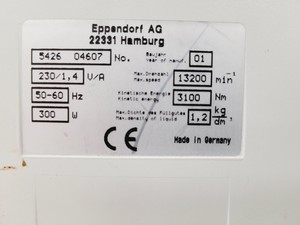 Eppendorf AG
22331 Hamburg
5426 04607 No. Baujahr Year of manuf. 01
230/1,4 V/A Max. Drehzahl Max. speed 13200 min⁻¹
50-60 Hz Kinetische Energie Kinetic energy 3100 Nm
300 W Max. Dichte des Füllgutes Max. density of liquid 1,2 kg/dm³
CE Made in Germany